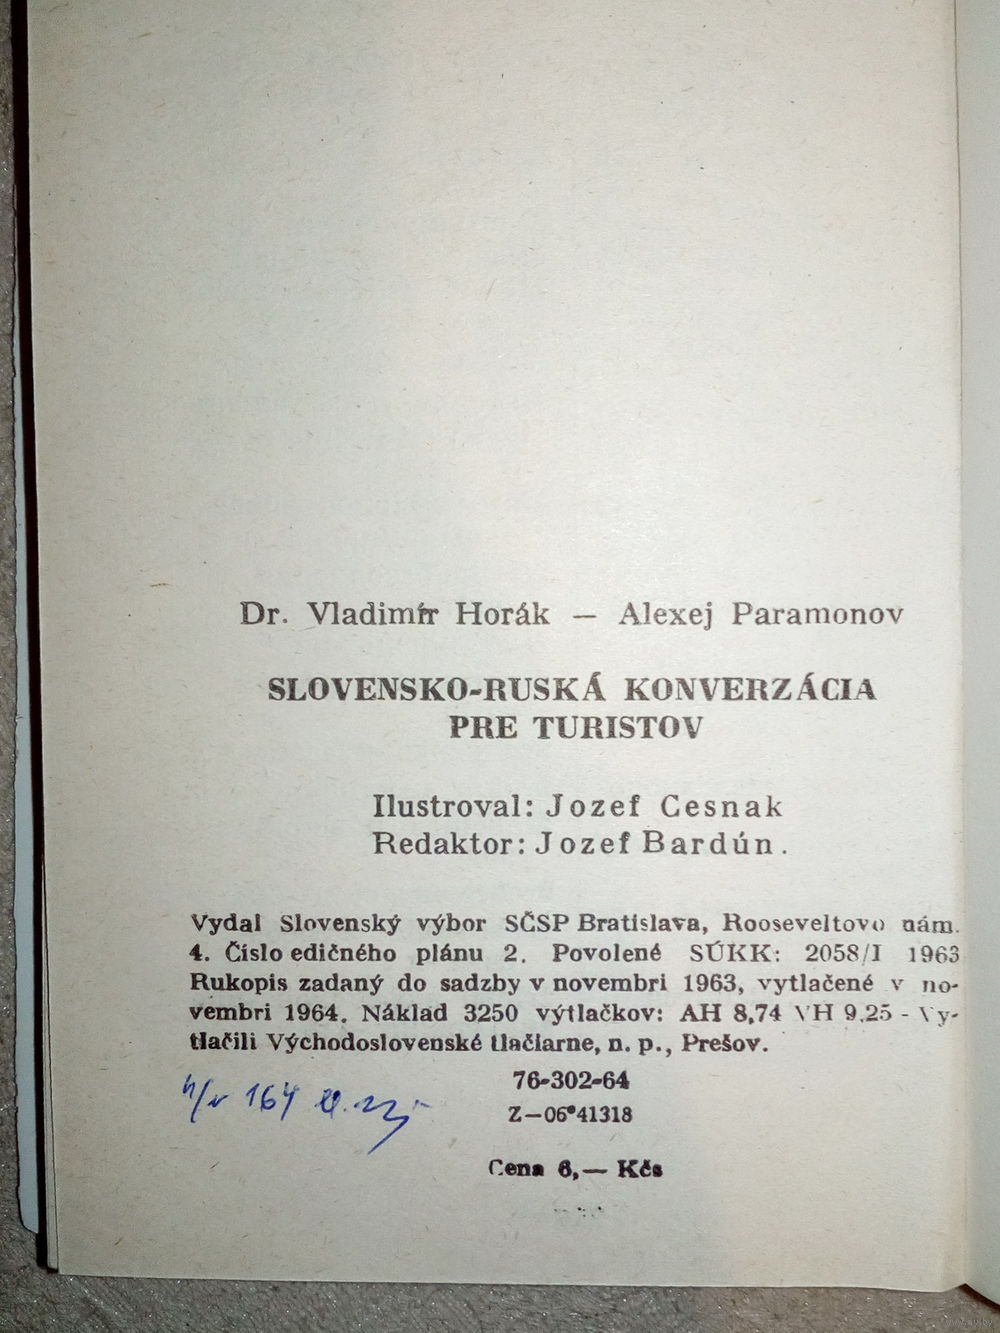 Dr. Vladimír Horák — Alexej Paramonov
SLOVENSKO-RUSKÁ KONVERZÁCIA
PRE TURISTOV
Ilustroval: Jozef Cesnak
Redaktor: Jozef Bardún.
Vydal Slovenský výbor SČSP Bratislava, Rooseveltovo nám.
4. Číslo edičného plánu 2. Povolené SÚKK: 2058/I 1963
Rukopis zadaný do sadzby v novembri 1963, vytlačené v no-
vembri 1964. Náklad 3250 výtlačkov: AH 8,74 VH 9,25 - Vy-
tlačili Východoslovenské tlačiarne, n. p., Prešov.
76-302-64
164
Z—06*41318
Cena 6,— Kčs